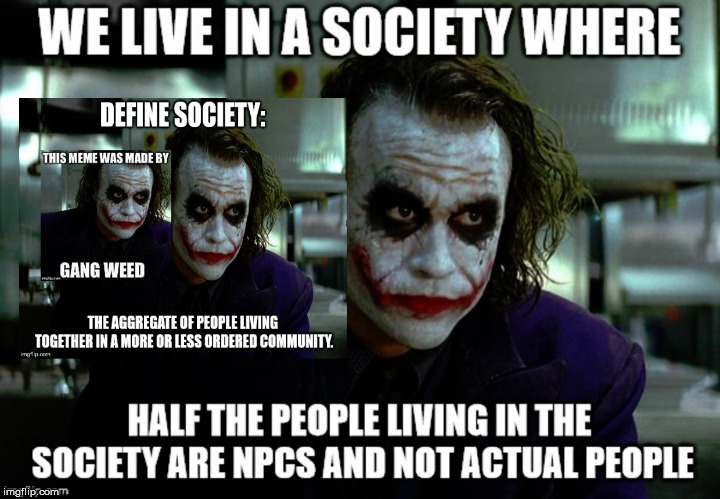 WE LIVE IN A SOCIETY WHERE
DEFINE SOCIETY:
THIS MEME WAS MADE BY
GANG WEED
THE AGGREGATE OF PEOPLE LIVING
TOGETHER IN A MORE OR LESS ORDERED COMMUNITY.
imgflip.com
HALF THE PEOPLE LIVING IN THE
SOCIETY ARE NPCS AND NOT ACTUAL PEOPLE
imgflip.com